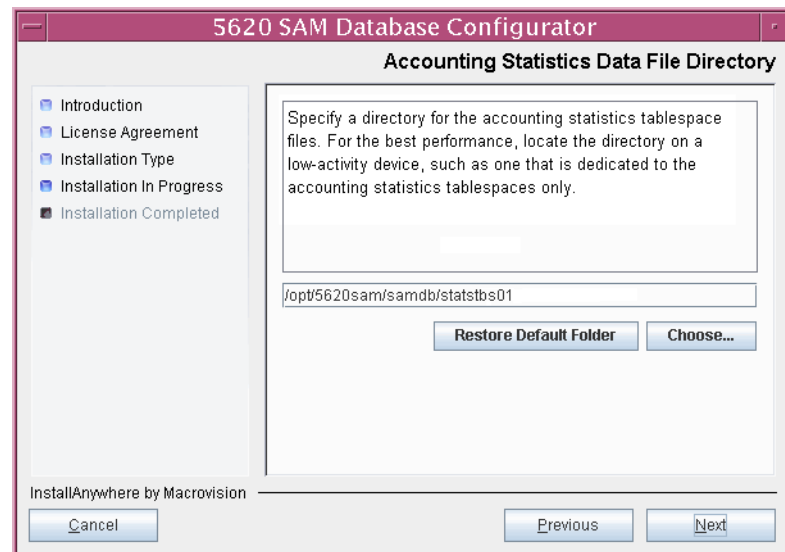 5620 SAM Database Configurator
Accounting Statistics Data File Directory
Introduction
License Agreement
Installation Type
Installation In Progress
Installation Completed
Specify a directory for the accounting statistics tablespace
files. For the best performance, locate the directory on a
low-activity device, such as one that is dedicated to the
accounting statistics tablespaces only.
/opt/5620sam/samdb/statstbs01
Restore Default Folder
Choose...
InstallAnywhere by Macrovision
Cancel
Previous
Next